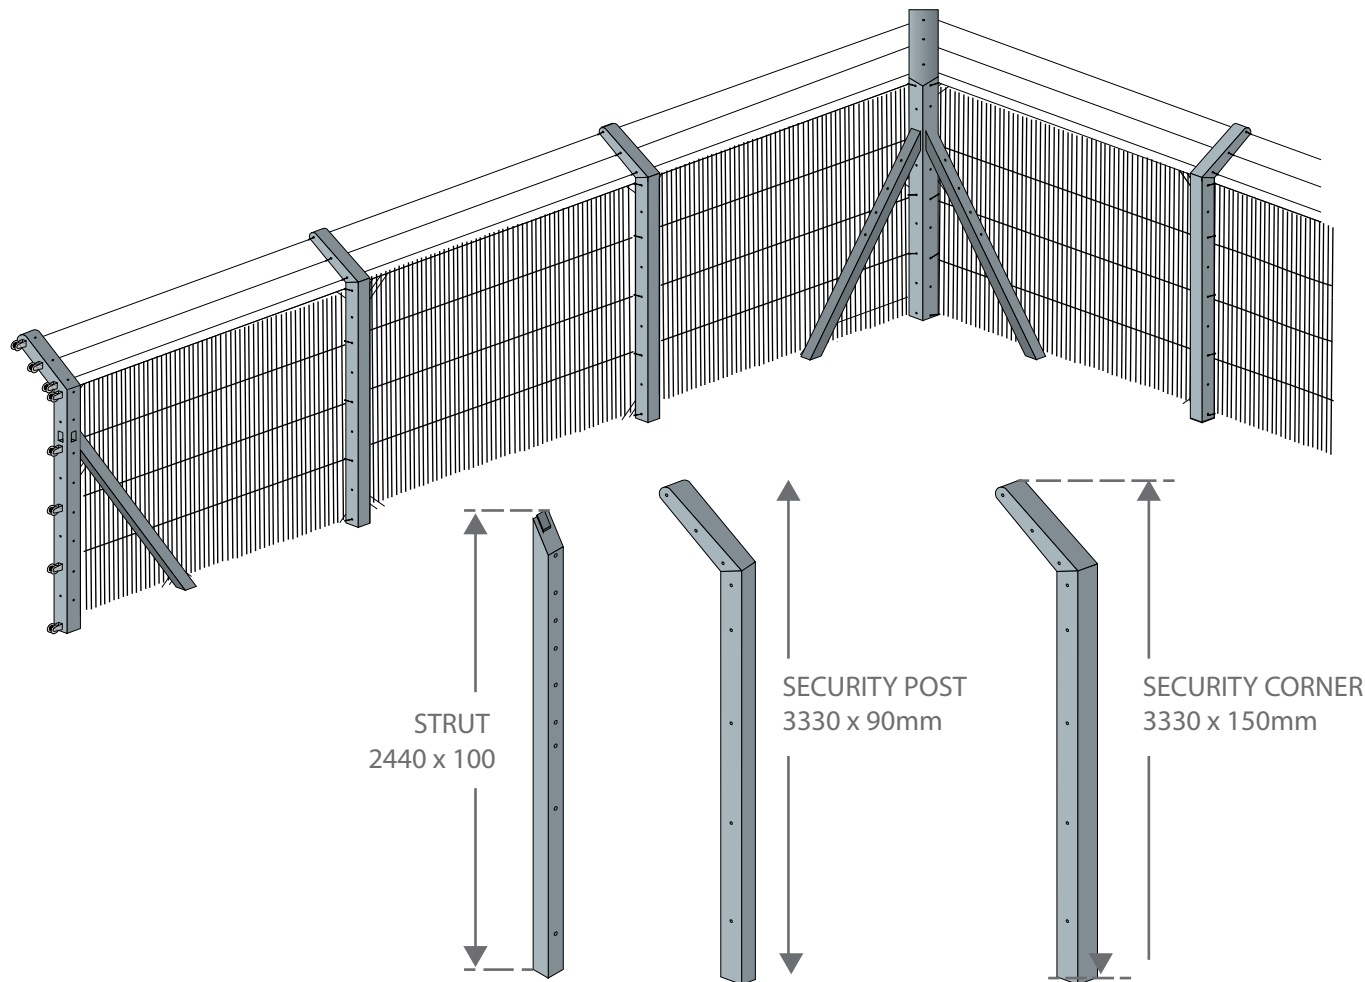 STRUT
2440 x 100
SECURITY POST
3330 x 90mm
SECURITY CORNER
3330 x 150mm